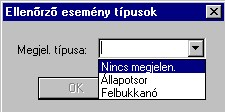 Ellenőrző esemény típusok
Megjel. típusa:
Nincs megjelen.
Állapotsor
Felbukkanó
OK